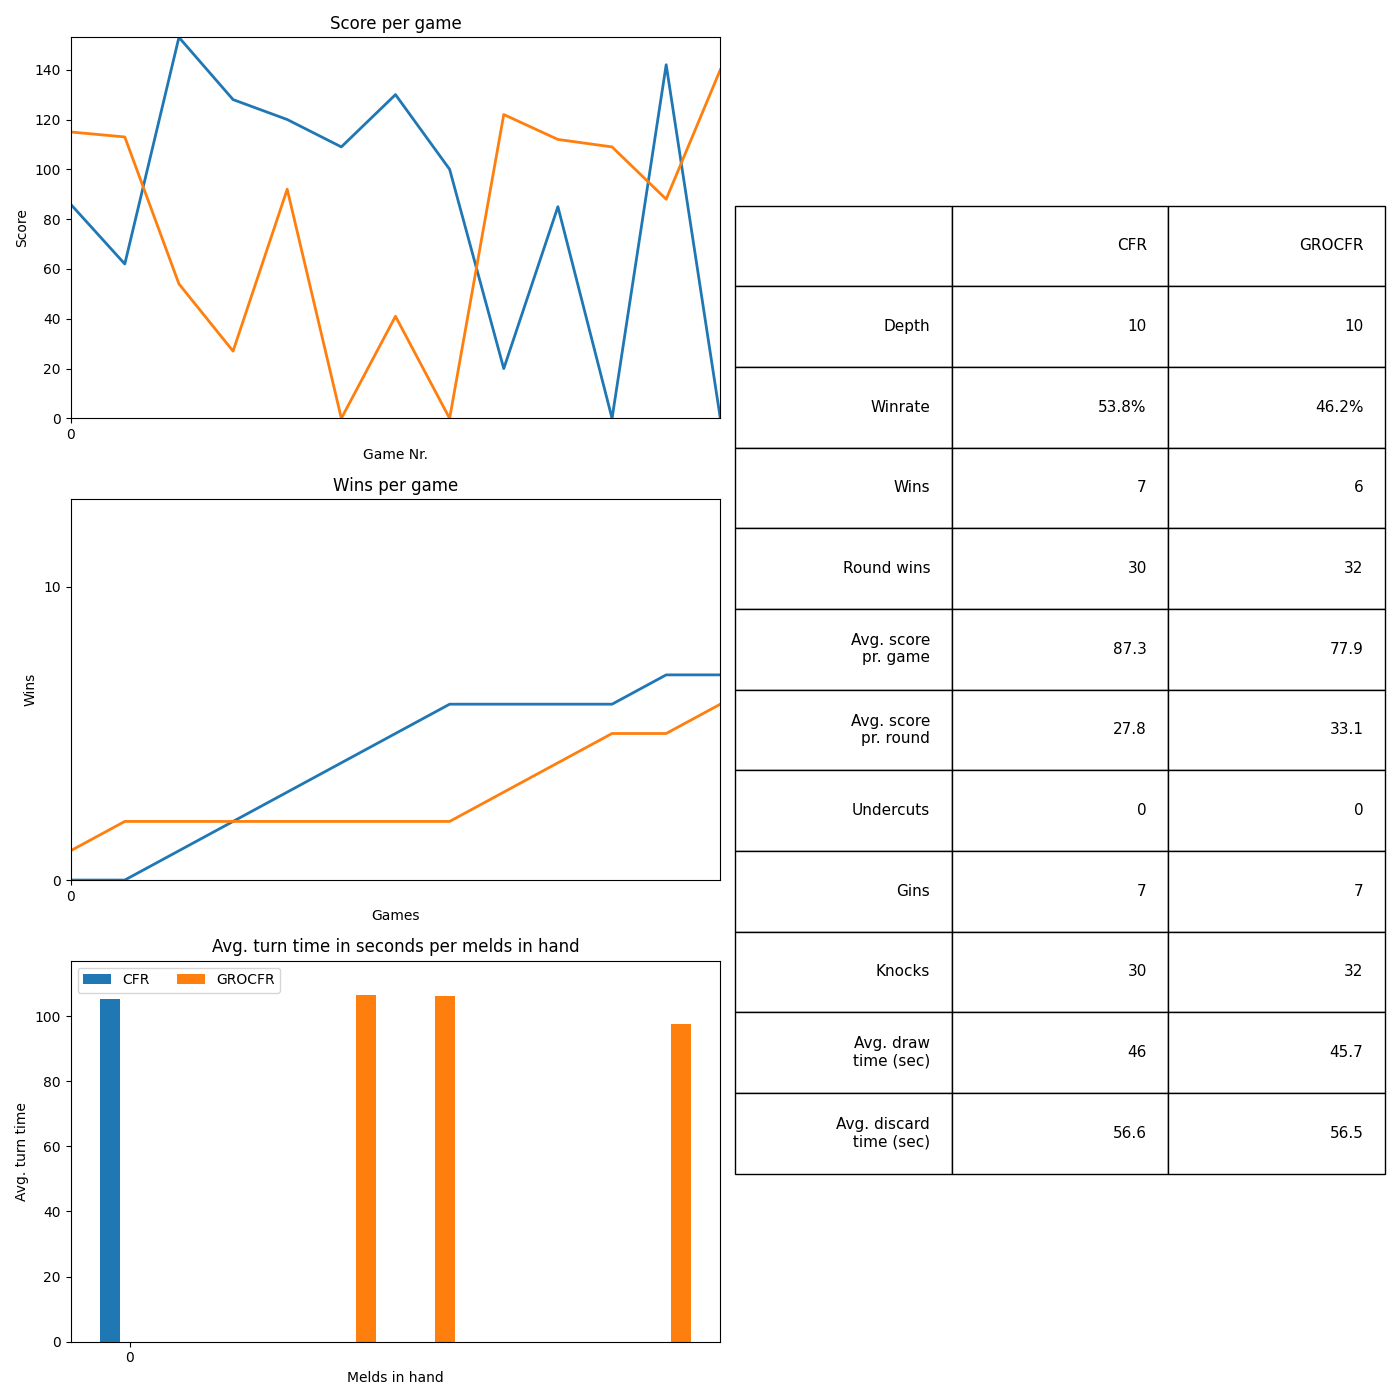 Score per game
140
120
100
80
60
40
20
0
Score
0
Game Nr.
Wins per game
10
0
Wins
0
Games
Avg. turn time in seconds per melds in hand
CFR GROCFR
100
80
60
40
20
0
Avg. turn time
0
Melds in hand
CFR GROCFR
Depth 10 10
Winrate 53.8% 46.2%
Wins 7 6
Round wins 30 32
Avg. score
pr. game 87.3 77.9
Avg. score
pr. round 27.8 33.1
Undercuts 0 0
Gins 7 7
Knocks 30 32
Avg. draw
time (sec) 46 45.7
Avg. discard
time (sec) 56.6 56.5